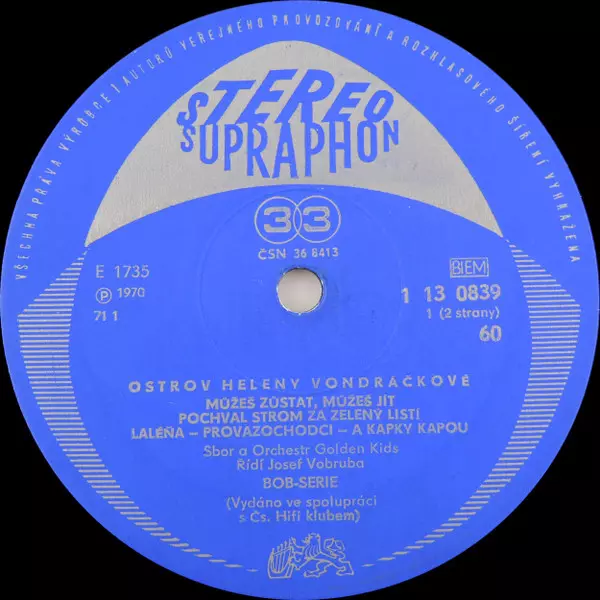 VŠECHNA PRÁVA VÝROBCE I AUTORŮ VEŘEJNÉHO PROVOZOVÁNÍ A ROZHLASOVÉHO ŠÍŘENÍ VYHRAZENA
STEREO
SUPRAPHON
33
ČSN 36 8413
E 1735
Ⓟ 1970
71 1
BIEM
1 13 0839
1 (2 strany)
60
OSTROV HELENY VONDRÁČKOVÉ
MŮŽEŠ ZŮSTAT, MŮŽEŠ JÍT
POCHVAL STROM ZA ZELENÝ LISTÍ
LALÉŇA – PROVAZOCHODCI – A KAPKY KAPOU
Sbor a Orchestr Golden Kids
Řídí Josef Vobruba
BOB-SERIE
(Vydáno ve spolupráci
s Čs. Hifi klubem)